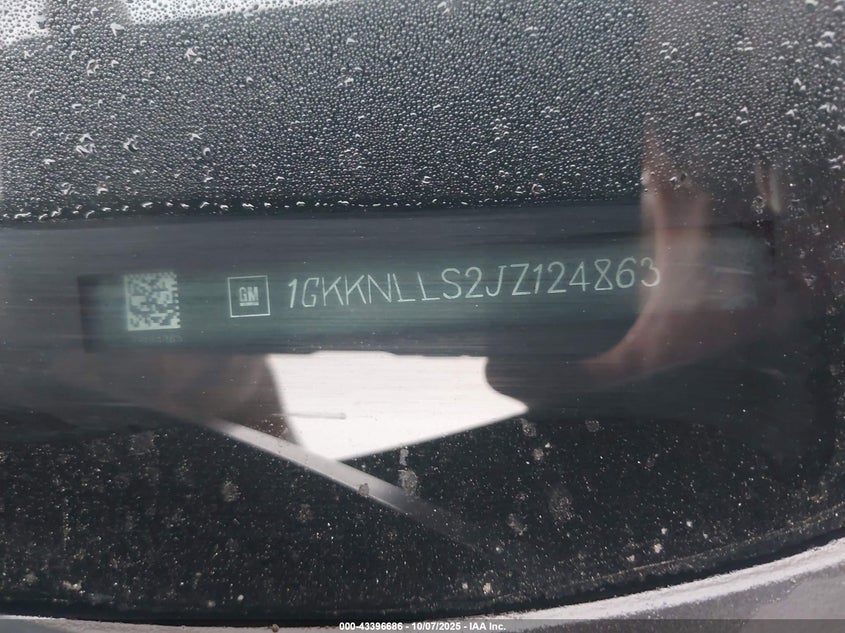 GM
1GKKNLLS2JZ124863
000-43396686 - 10/07/2025 - IAA Inc.